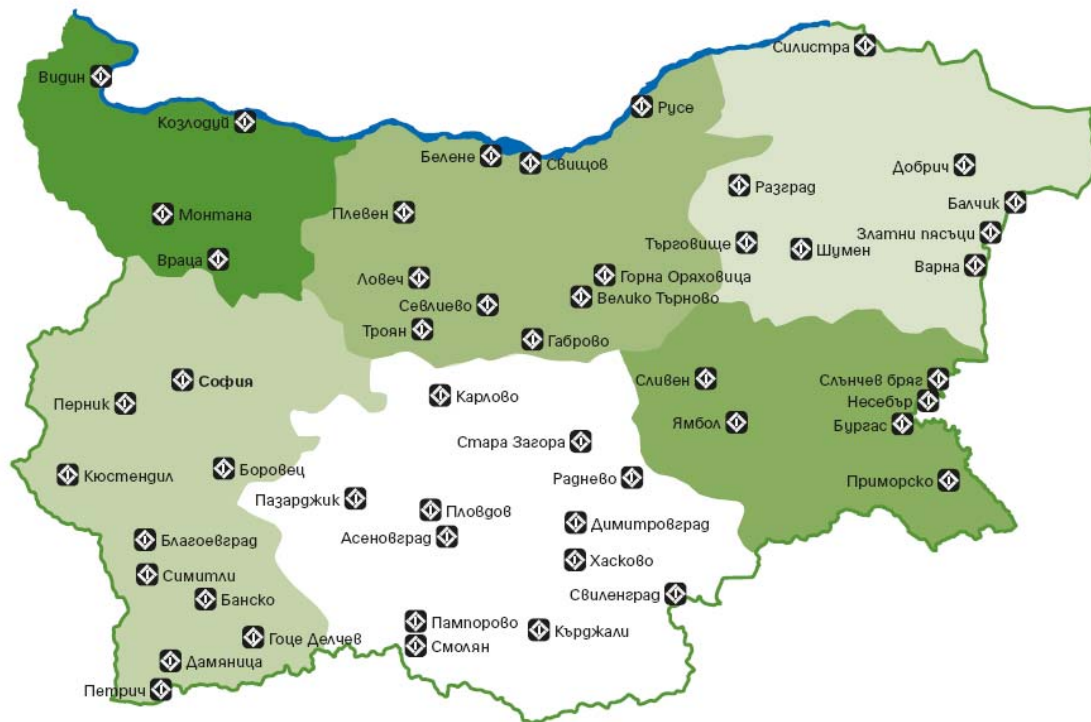 Силистра
Видин
Русе
Козлодуй
Белене
Свищов
Добрич
Разград
Балчик
Монтана
Плевен
Златни пясъци
Търговище
Шумен
Враца
Варна
Ловеч
Горна Оряховица
Севлиево
Велико Търново
Троян
Габрово
София
Сливен
Слънчев бряг
Перник
Карлово
Несебър
Ямбол
Бургас
Стара Загора
Кюстендил
Боровец
Раднево
Приморско
Пазарджик
Пловдов
Димитровград
Асеновград
Благоевград
Хасково
Симитли
Свиленград
Банско
Пампорово
Кърджали
Гоце Делчев
Смолян
Дамяница
Петрич